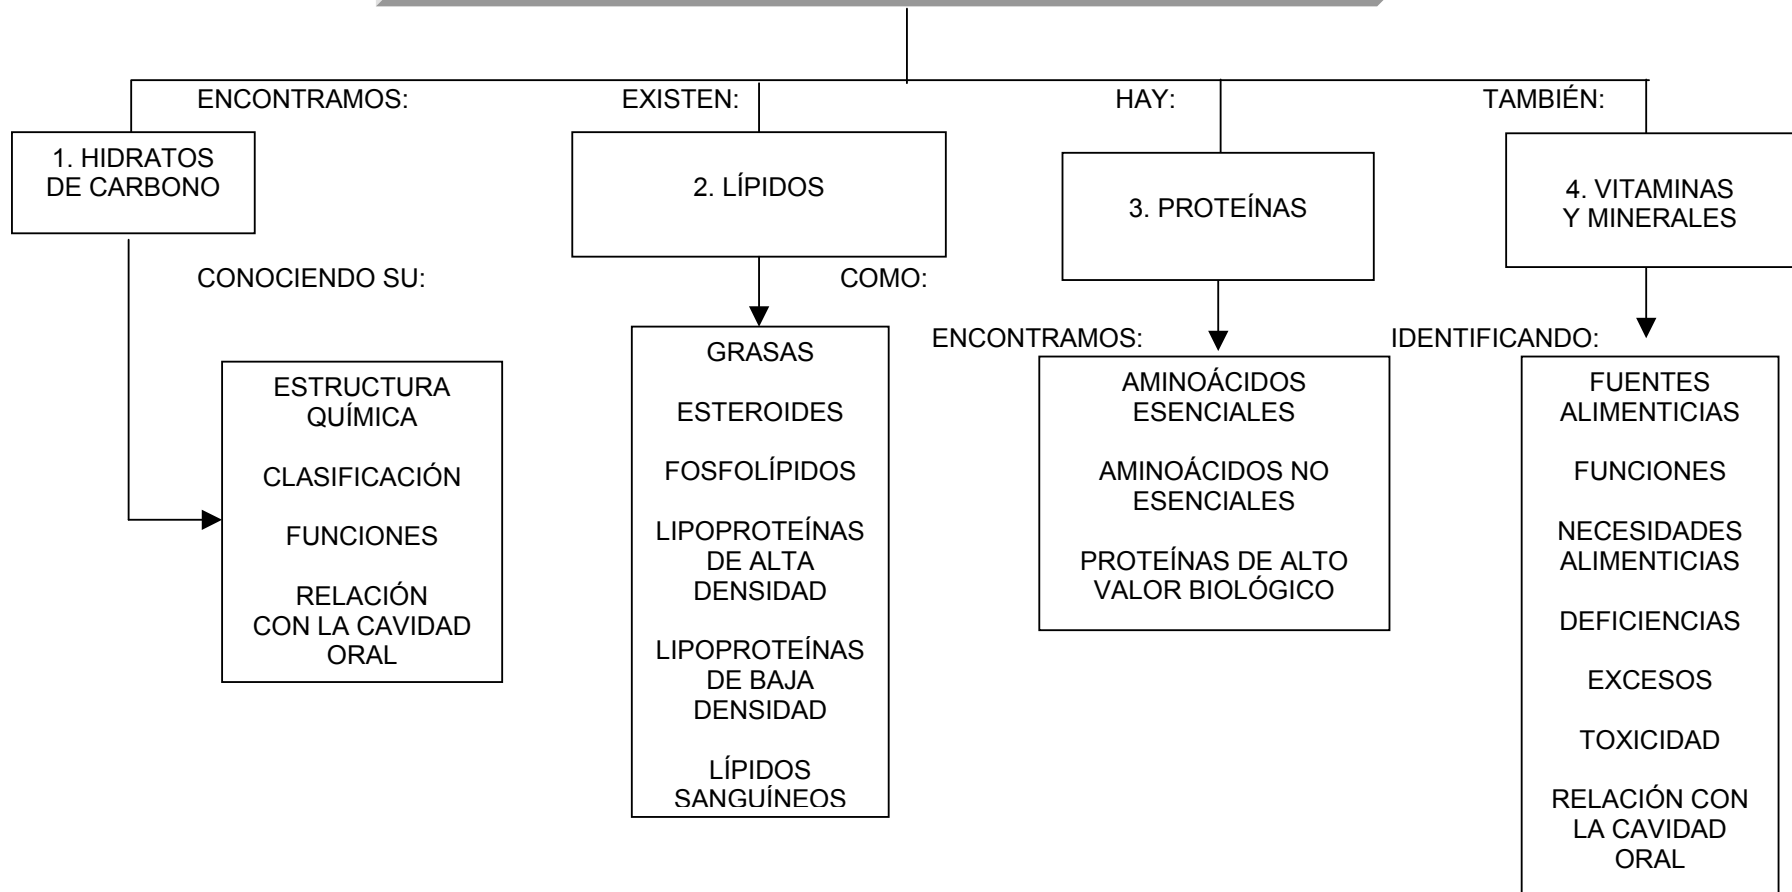 ENCONTRAMOS:
EXISTEN:
HAY:
TAMBIÉN:
1. HIDRATOS
DE CARBONO
2. LÍPIDOS
3. PROTEÍNAS
4. VITAMINAS
Y MINERALES
CONOCIENDO SU:
COMO:
ENCONTRAMOS:
IDENTIFICANDO:
ESTRUCTURA
QUÍMICA
CLASIFICACIÓN
FUNCIONES
RELACIÓN
CON LA CAVIDAD
ORAL
GRASAS
ESTEROIDES
FOSFOLÍPIDOS
LIPOPROTEÍNAS
DE ALTA
DENSIDAD
LIPOPROTEÍNAS
DE BAJA
DENSIDAD
LÍPIDOS
SANGUÍNEOS
AMINOÁCIDOS
ESENCIALES
AMINOÁCIDOS NO
ESENCIALES
PROTEÍNAS DE ALTO
VALOR BIOLÓGICO
FUENTES
ALIMENTICIAS
FUNCIONES
NECESIDADES
ALIMENTICIAS
DEFICIENCIAS
EXCESOS
TOXICIDAD
RELACIÓN CON
LA CAVIDAD
ORAL